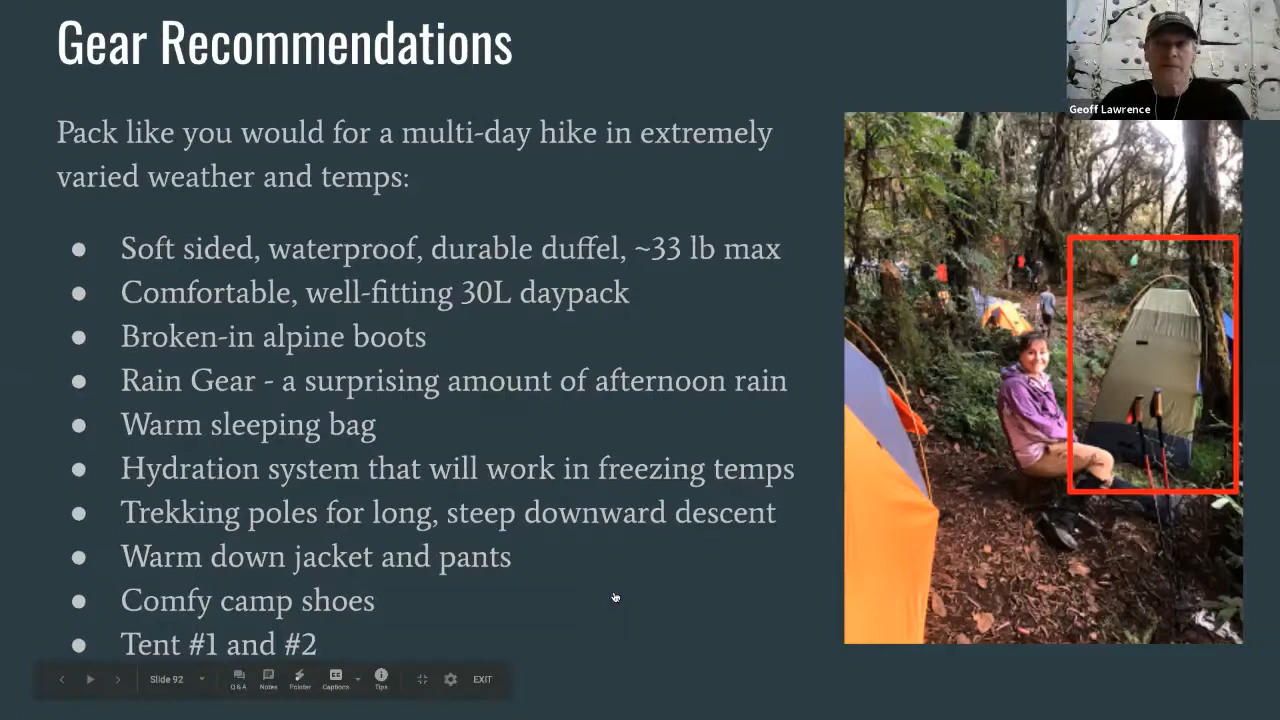 Gear Recommendations
Geoff Lawrence
Pack like you would for a multi-day hike in extremely
varied weather and temps:
● Soft sided, waterproof, durable duffel, ~33 lb max
● Comfortable, well-fitting 30L daypack
● Broken-in alpine boots
● Rain Gear - a surprising amount of afternoon rain
● Warm sleeping bag
● Hydration system that will work in freezing temps
● Trekking poles for long, steep downward descent
● Warm down jacket and pants
● Comfy camp shoes
● Tent #1 and #2
Slide 92 Q&A Notes Pointer Captions Tips EXIT